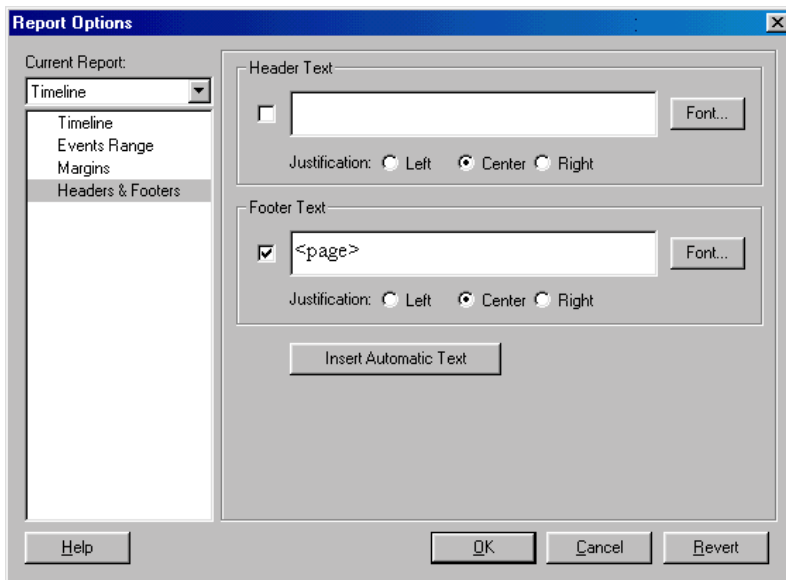 Report Options
Current Report:
Timeline
Timeline
Events Range
Margins
Headers & Footers
Header Text
Font...
Justification: Left Center Right
Footer Text
<page>
Font...
Justification: Left Center Right
Insert Automatic Text
Help
OK
Cancel
Revert